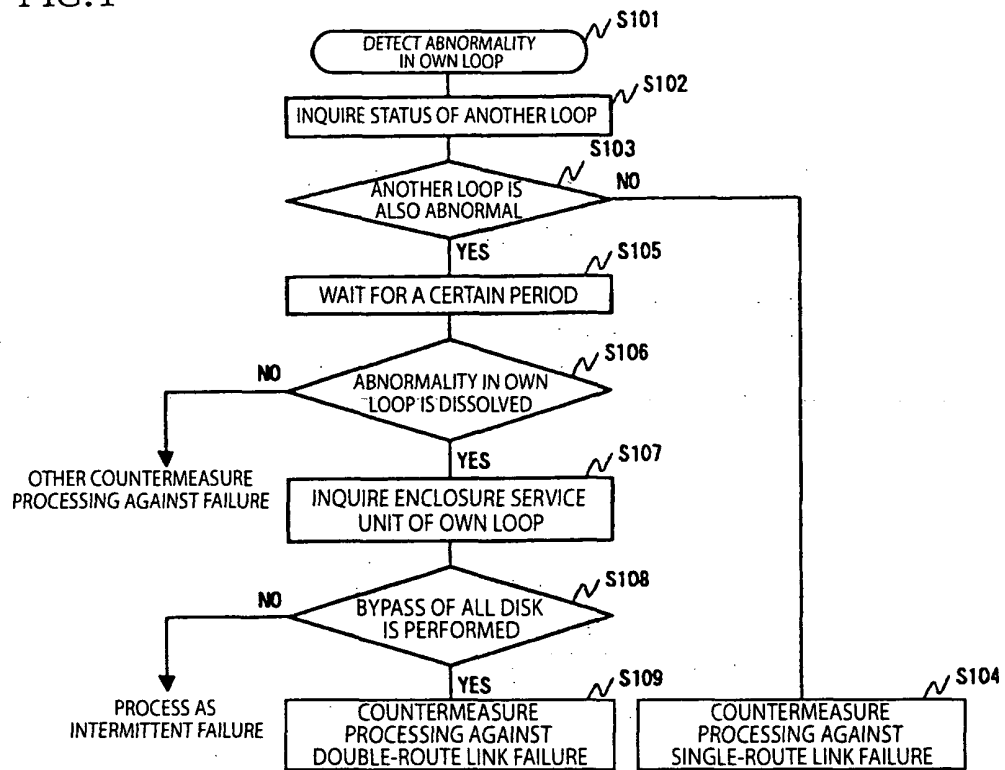 FIG.1
S101
DETECT ABNORMALITY
IN OWN LOOP
S102
INQUIRE STATUS OF ANOTHER LOOP
S103
ANOTHER LOOP IS
ALSO ABNORMAL
NO
YES
S105
WAIT FOR A CERTAIN PERIOD
S106
NO
ABNORMALITY IN OWN
LOOP IS DISSOLVED
YES
OTHER COUNTERMEASURE
PROCESSING AGAINST FAILURE
S107
INQUIRE ENCLOSURE SERVICE
UNIT OF OWN LOOP
S108
NO
BYPASS OF ALL DISK
IS PERFORMED
YES
PROCESS AS
INTERMITTENT FAILURE
S109
COUNTERMEASURE
PROCESSING AGAINST
DOUBLE-ROUTE LINK FAILURE
S104
COUNTERMEASURE
PROCESSING AGAINST
SINGLE-ROUTE LINK FAILURE